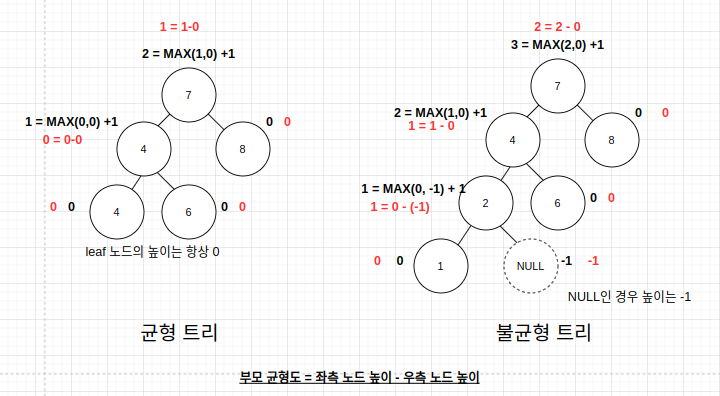 1 = 1-0
2 = MAX(1,0) +1
7
1 = MAX(0,0) +1
0 = 0-0
4
8
0 0
0 0
4
6
0 0
leaf 노드의 높이는 항상 0
균형 트리
2 = 2 - 0
3 = MAX(2,0) +1
7
2 = MAX(1,0) +1
1 = 1 - 0
4
8
0 0
1 = MAX(0, -1) + 1
1 = 0 - (-1)
2
6
0 0
0 0
1
NULL
-1 -1
NULL인 경우 높이는 -1
불균형 트리
부모 균형도 = 좌측 노드 높이 - 우측 노드 높이